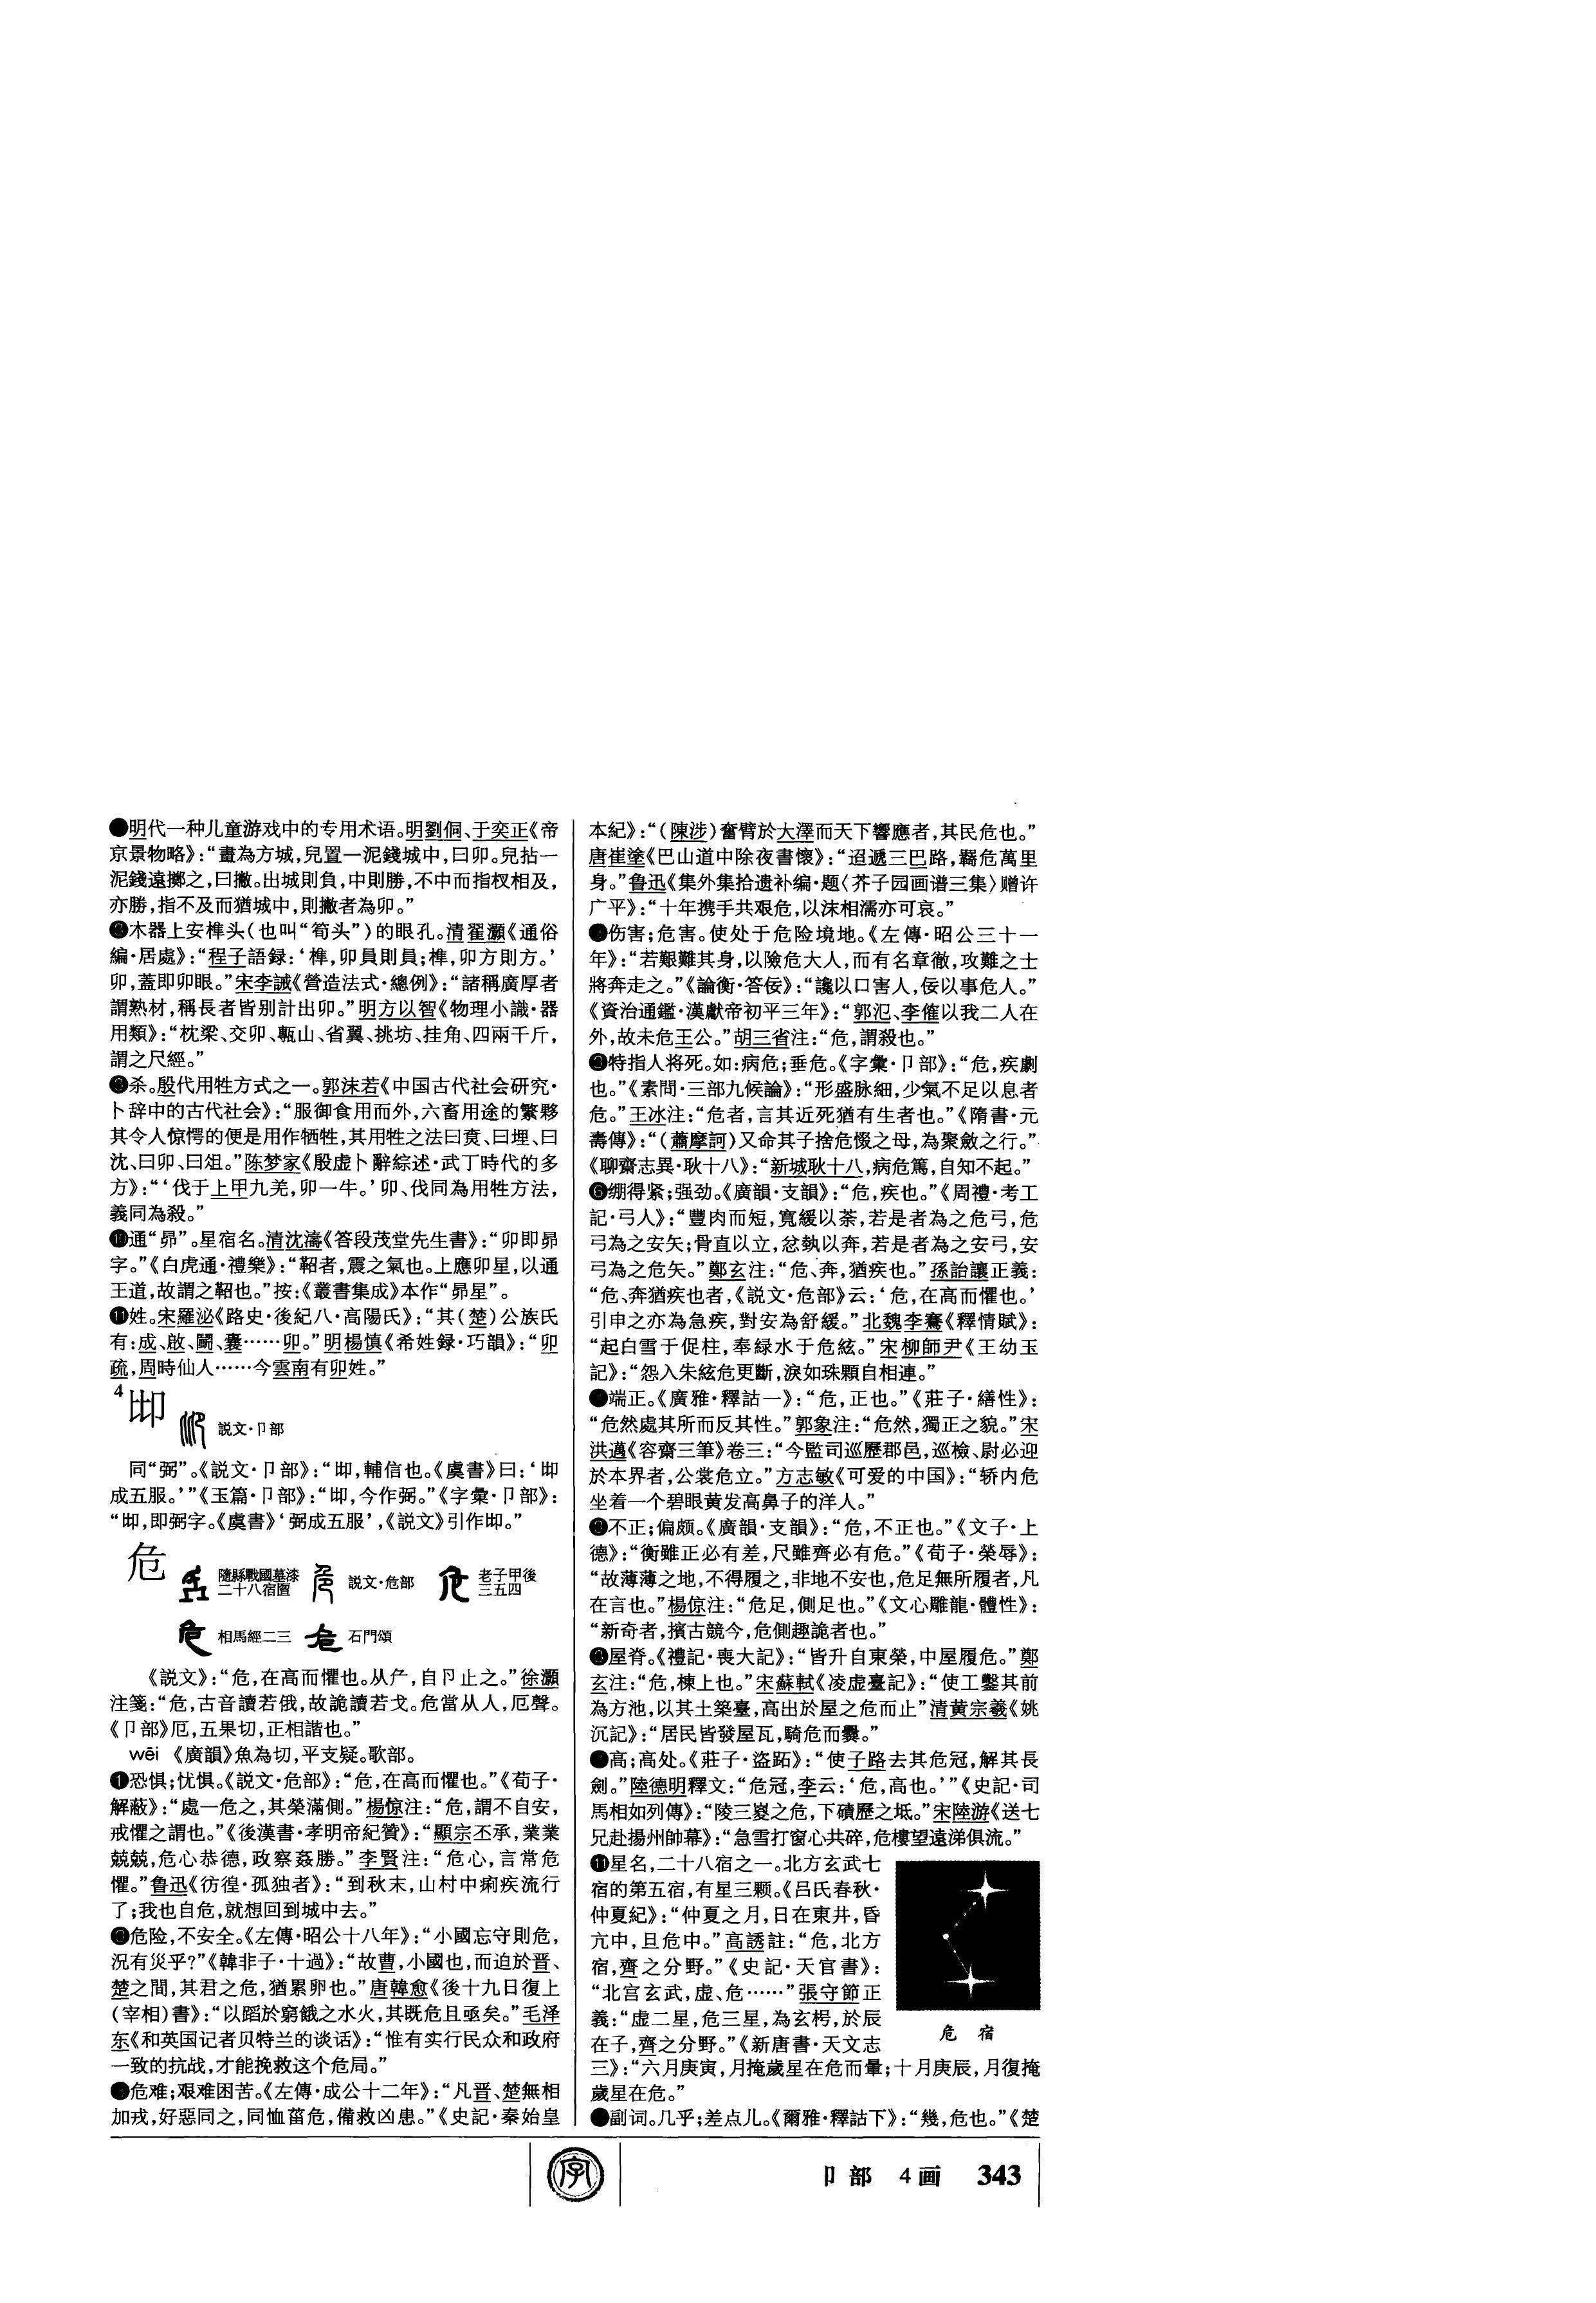 明代一种儿童游戏中的专用术语。明劉侗、于奕正《帝
京景物略》：“畫為方城，兒置一泥錢城中，曰卯。兒拈一
泥錢遠擲之，曰撇。出城則負，中則勝，不中而指杈相及，
亦勝，指不及而猶城中，則撇者為卯。”
木器上安榫头（也叫“筍头”）的眼孔。清翟灝《通俗
編·居處》：“程子語録：‘榫，卯員則員；榫，卯方則方。’
卯，蓋即卯眼。”宋李誡《營造法式·總例》：“諸稱廣厚者
謂熟材，稱長者皆别計出卯。”明方以智《物理小識·器
用類》：“枕梁、交卯、甎山、省翼、挑坊、挂角、四兩千斤，
謂之尺經。”
杀。殷代用牲方式之一。郭沫若《中国古代社会研究·
卜辞中的古代社会》：“服御食用而外，六畜用途的繁夥
其令人惊愕的便是用作牺牲，其用牲之法曰寮、曰埋、曰
沈、曰卯、曰俎。”陈梦家《殷虚卜辭綜述·武丁時代的多
方》：“‘伐于上甲九羌，卯一牛。’卯、伐同為用牲方法，
義同為殺。”
❿通“昴”。星宿名。清沈濤《答段茂堂先生書》：“卯即昴
字。”《白虎通·禮樂》：“鞀者，震之氣也。上應卯星，以通
王道，故謂之鞀也。”按：《叢書集成》本作“昴星”。
⓫姓。宋羅泌《路史·後紀八·高陽氏》：“其（楚）公族氏
有：成、啟、鬭、囊……卯。”明楊慎《希姓録·巧韻》：“卯
疏，周時仙人……今雲南有卯姓。”
4
㔙 説文·卩部
同“弼”。《説文·卩部》：“㔙，輔信也。《虞書》曰：‘㔙
成五服。’”《玉篇·卩部》：“㔙，今作弼。”《字彙·卩部》：
“㔙，即弼字。《虞書》‘弼成五服’，《説文》引作㔙。”
危 隨縣戰國墓漆二十八宿匫 説文·危部 老子甲後三五四
相馬經二三 石門頌
《説文》：“危，在高而懼也。从厃，自卪止之。”徐灝
注箋：“危，古音讀若俄，故詭讀若戈。危當从人，厄聲。
《卩部》厄，五果切，正相諧也。”
wēi 《廣韻》魚為切，平支疑。歌部。
❶恐惧；忧惧。《説文·危部》：“危，在高而懼也。”《荀子·
解蔽》：“處一危之，其榮滿側。”楊倞注：“危，謂不自安，
戒懼之謂也。”《後漢書·孝明帝紀贊》：“顯宗丕承，業業
兢兢，危心恭德，政察姦勝。”李賢注：“危心，言常危
懼。”鲁迅《彷徨·孤独者》：“到秋末，山村中痢疾流行
了；我也自危，就想回到城中去。”
❷危险，不安全。《左傳·昭公十八年》：“小國忘守則危，
況有災乎？”《韓非子·十過》：“故曹，小國也，而迫於晋、
楚之間，其君之危，猶累卵也。”唐韓愈《後十九日復上
（宰相）書》：“以蹈於窮餓之水火，其既危且亟矣。”毛泽
东《和英国记者贝特兰的谈话》：“惟有实行民众和政府
一致的抗战，才能挽救这个危局。”
危难；艰难困苦。《左傳·成公十二年》：“凡晋、楚無相
加戎，好惡同之，同恤菑危，備救凶患。”《史記·秦始皇
本紀》：“（陳涉）奮臂於大澤而天下響應者，其民危也。”
唐崔塗《巴山道中除夜書懷》：“迢遞三巴路，羇危萬里
身。”鲁迅《集外集拾遗补编·题〈芥子园画谱三集〉赠许
广平》：“十年携手共艰危，以沫相濡亦可哀。”
伤害；危害。使处于危险境地。《左傳·昭公三十一
年》：“若艱難其身，以險危大人，而有名章徹，攻難之士
將奔走之。”《論衡·答佞》：“讒以口害人，佞以事危人。”
《資治通鑑·漢獻帝初平三年》：“郭汜、李傕以我二人在
外，故未危王公。”胡三省注：“危，謂殺也。”
特指人将死。如：病危；垂危。《字彙·卩部》：“危，疾劇
也。”《素問·三部九候論》：“形盛脉細，少氣不足以息者
危。”王冰注：“危者，言其近死猶有生者也。”《隋書·元
壽傳》：“（蕭摩訶）又命其子捨危惙之母，為聚斂之行。”
《聊齋志異·耿十八》：“新城耿十八，病危篤，自知不起。”
❻绷得紧；强劲。《廣韻·支韻》：“危，疾也。”《周禮·考工
記·弓人》：“豐肉而短，寬緩以荼，若是者為之危弓，危
弓為之安矢；骨直以立，忿埶以奔，若是者為之安弓，安
弓為之危矢。”鄭玄注：“危、奔，猶疾也。”孫詒讓正義：
“危、奔猶疾也者，《説文·危部》云：‘危，在高而懼也。’
引申之亦為急疾，對安為舒緩。”北魏李騫《釋情賦》：
“起白雪于促柱，奉緑水于危絃。”宋柳師尹《王幼玉
記》：“怨入朱絃危更斷，淚如珠顆自相連。”
端正。《廣雅·釋詁一》：“危，正也。”《莊子·繕性》：
“危然處其所而反其性。”郭象注：“危然，獨正之貌。”宋
洪邁《容齋三筆》卷三：“今監司巡歷郡邑，巡檢、尉必迎
於本界者，公裳危立。”方志敏《可爱的中国》：“轿内危
坐着一个碧眼黄发高鼻子的洋人。”
不正；偏颇。《廣韻·支韻》：“危，不正也。”《文子·上
德》：“衡雖正必有差，尺雖齊必有危。”《荀子·榮辱》：
“故薄薄之地，不得履之，非地不安也，危足無所履者，凡
在言也。”楊倞注：“危足，側足也。”《文心雕龍·體性》：
“新奇者，擯古競今，危側趣詭者也。”
屋脊。《禮記·喪大記》：“皆升自東榮，中屋履危。”鄭
玄注：“危，棟上也。”宋蘇軾《凌虚臺記》：“使工鑿其前
為方池，以其土築臺，高出於屋之危而止”清黄宗羲《姚
沉記》：“居民皆發屋瓦，騎危而爨。”
高；高处。《莊子·盗跖》：“使子路去其危冠，解其長
劍。”陸德明釋文：“危冠，李云：‘危，高也。’”《史記·司
馬相如列傳》：“陵三嵏之危，下磧歷之坻。”宋陸游《送七
兄赴揚州帥幕》：“急雪打窗心共碎，危樓望遠涕俱流。”
⓫星名，二十八宿之一。北方玄武七
宿的第五宿，有星三颗。《吕氏春秋·
仲夏紀》：“仲夏之月，日在東井，昏
亢中，旦危中。”高誘註：“危，北方
宿，齊之分野。”《史記·天官書》：
“北宫玄武，虚、危……”張守節正
義：“虚二星，危三星，為玄枵，於辰
在子，齊之分野。”《新唐書·天文志
三》：“六月庚寅，月掩歲星在危而暈；十月庚辰，月復掩
歲星在危。”
危 宿
副词。几乎；差点儿。《爾雅·釋詁下》：“幾，危也。”《楚
字
卩部 4画 343